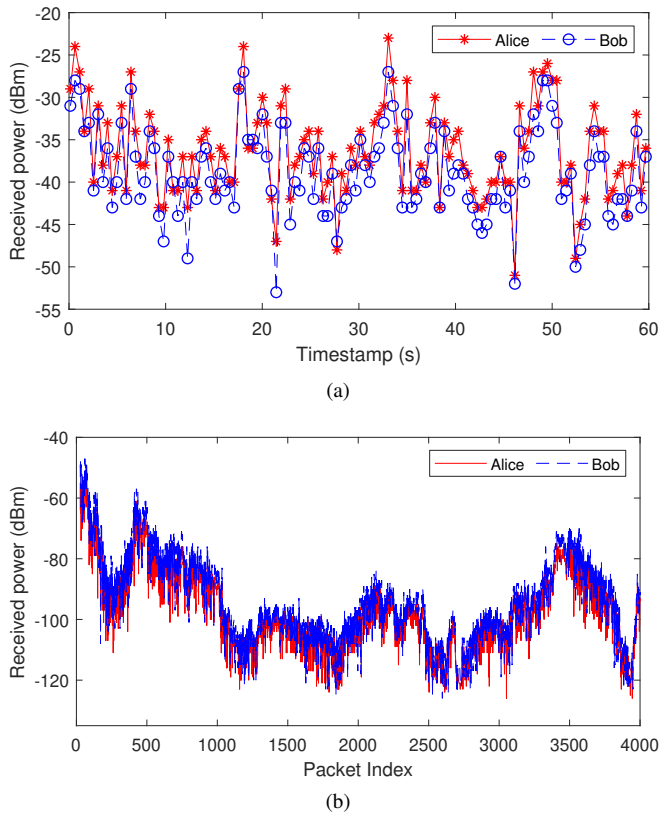 -20
-25
-30
-35
-40
-45
-50
-55
Received power (dBm)
Alice Bob
0 10 20 30 40 50 60
Timestamp (s)
(a)
-40
-60
-80
-100
-120
Received power (dBm)
Alice Bob
0 500 1000 1500 2000 2500 3000 3500 4000
Packet Index
(b)